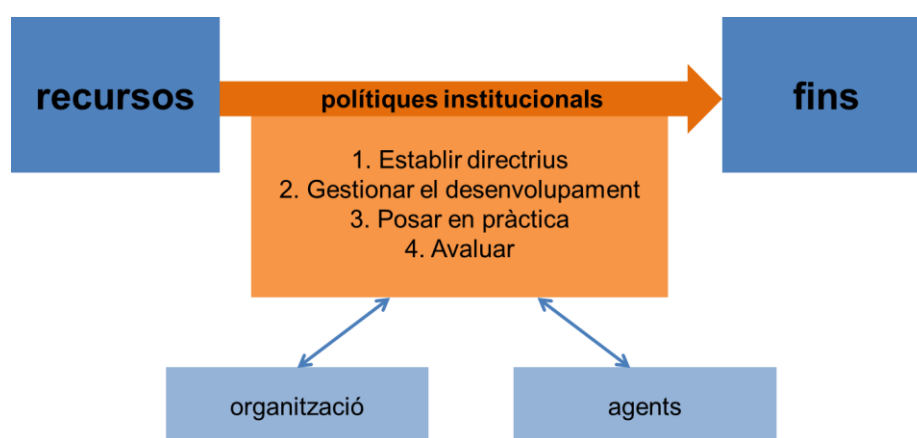 recursos
polítiques institucionals
fins
1. Establir directrius
2. Gestionar el desenvolupament
3. Posar en pràctica
4. Avaluar
organització
agents